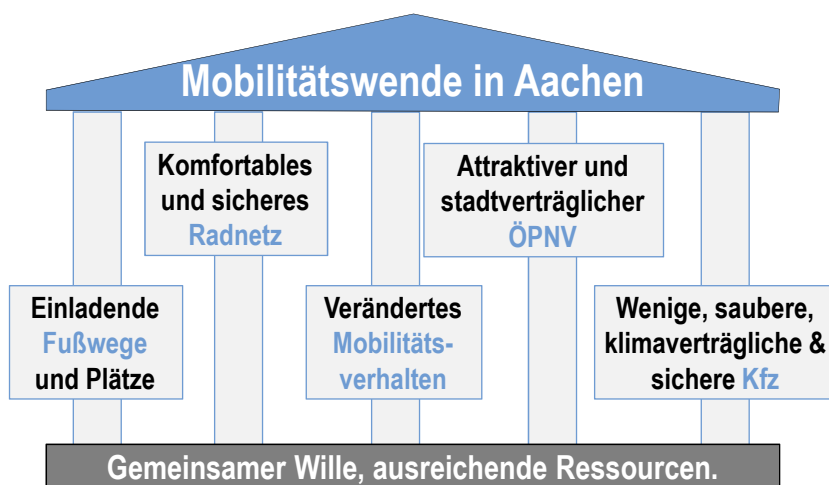 Mobilitätswende in Aachen
Komfortables
und sicheres
Radnetz
Attraktiver und
stadtverträglicher
ÖPNV
Einladende
Fußwege
und Plätze
Verändertes
Mobilitäts-
verhalten
Wenige, saubere,
klimaverträgliche &
sichere Kfz
Gemeinsamer Wille, ausreichende Ressourcen.